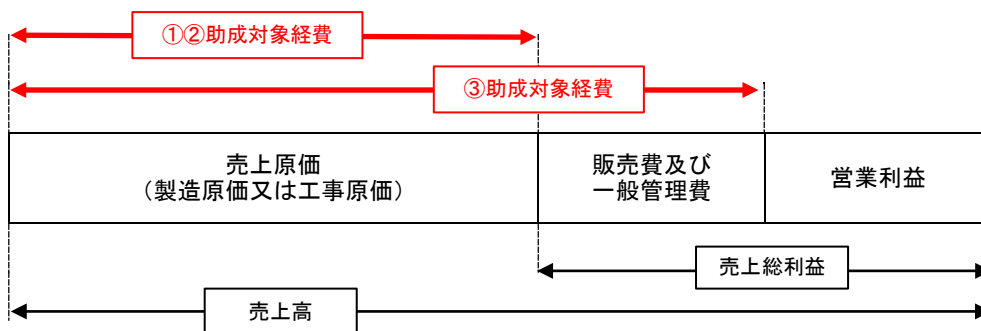 ①②助成対象経費
③助成対象経費
売上原価
（製造原価又は工事原価）
販売費及び
一般管理費
営業利益
売上総利益
売上高